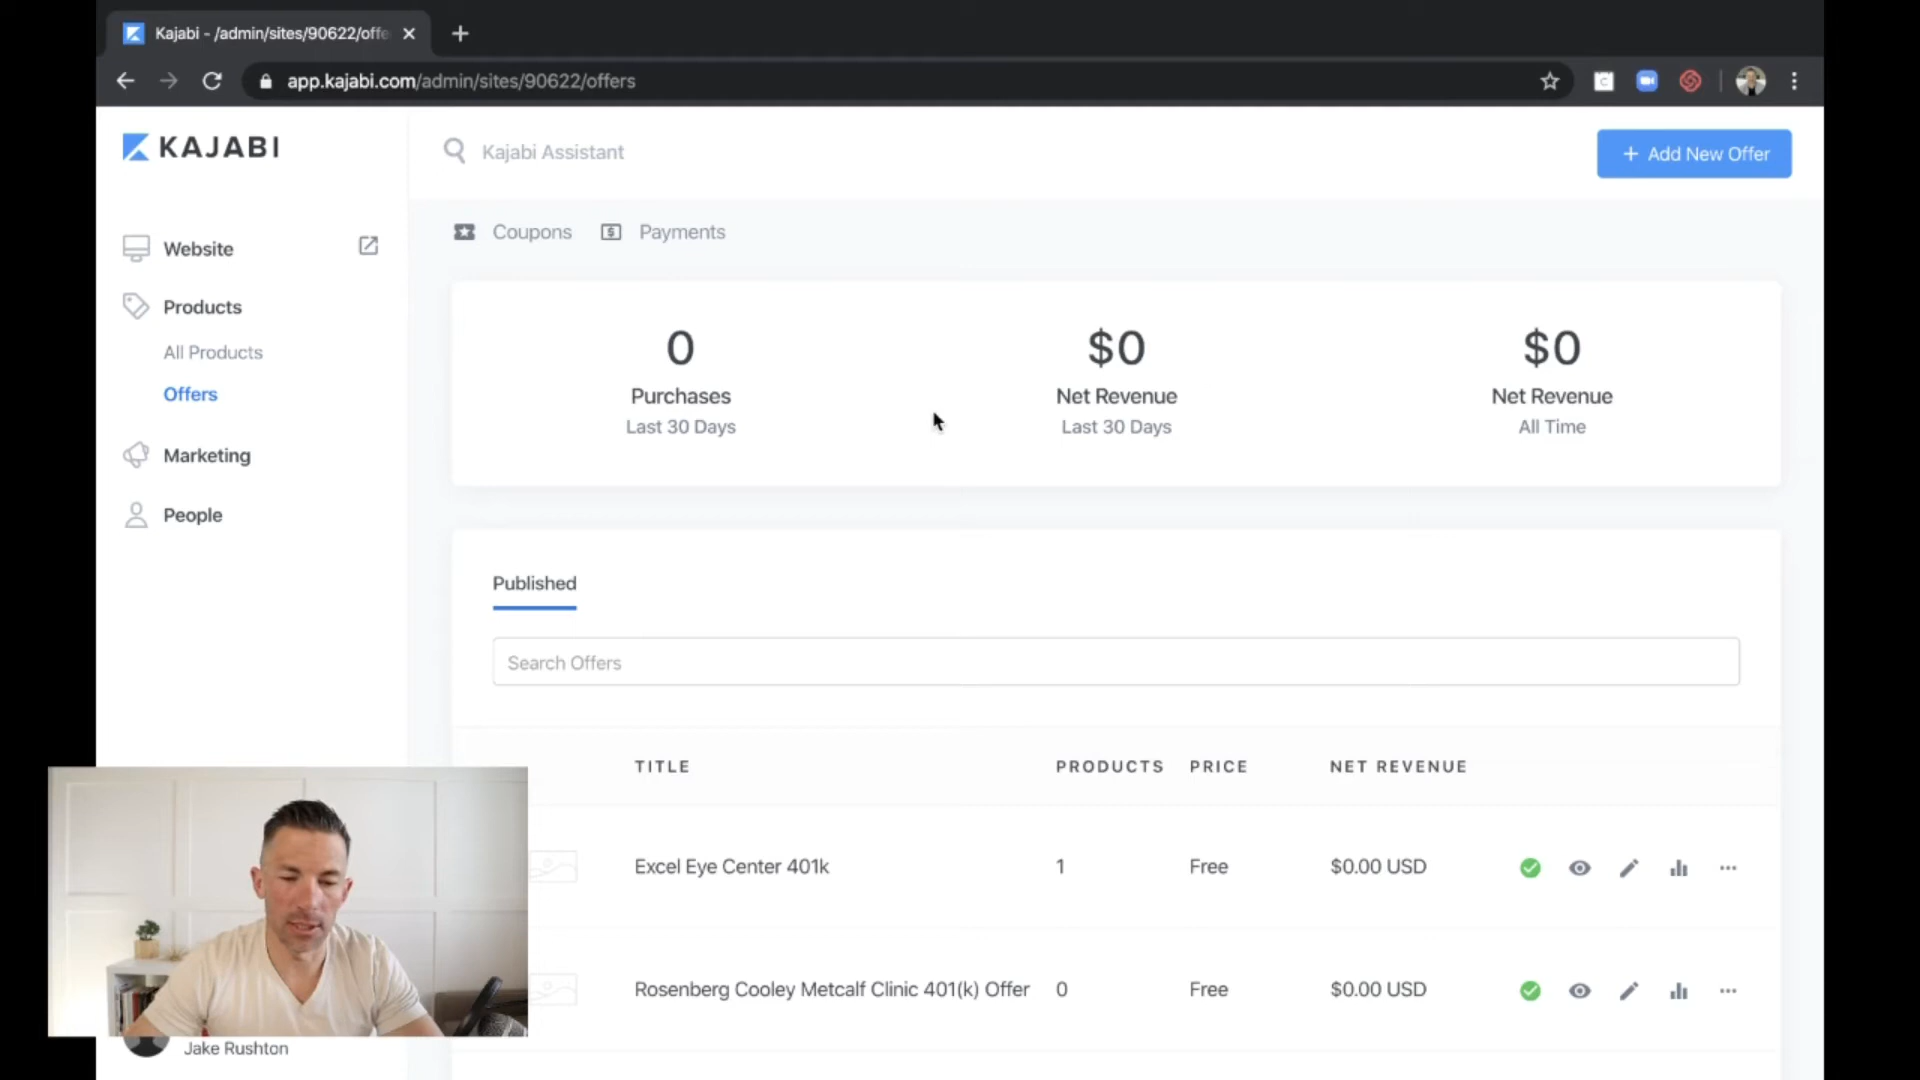 Kajabi - /admin/sites/90622/offe
app.kajabi.com/admin/sites/90622/offers
KAJABI
Kajabi Assistant
+ Add New Offer
Website
Products
All Products
Offers
Marketing
People
Coupons
Payments
0
Purchases
Last 30 Days
$0
Net Revenue
Last 30 Days
$0
Net Revenue
All Time
Published
Search Offers
TITLE PRODUCTS PRICE NET REVENUE
Excel Eye Center 401k 1 Free $0.00 USD
Rosenberg Cooley Metcalf Clinic 401(k) Offer 0 Free $0.00 USD
Jake Rushton